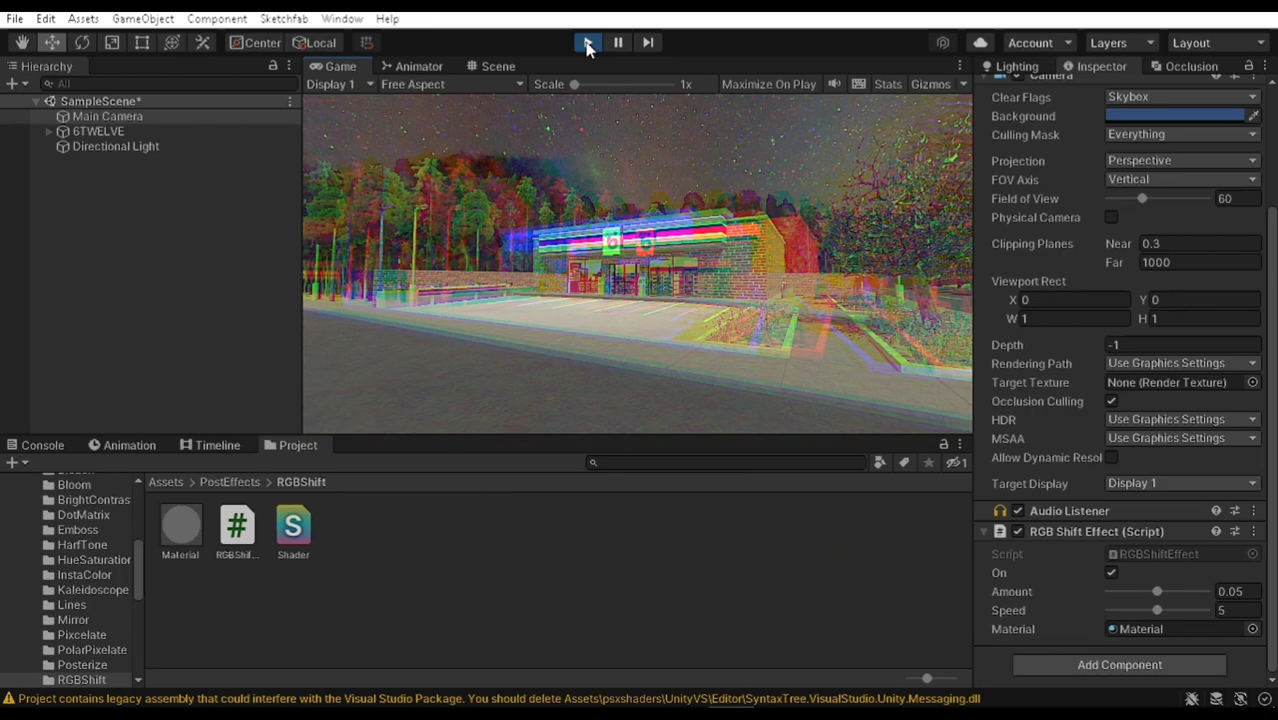 File Edit Assets GameObject Component Sketchfab Window Help
Center Local Account Layers Layout
Hierarchy Game Animator Scene Lighting Inspector Occlusion
All Display 1 Free Aspect Scale 1x Maximize On Play Stats Gizmos
Camera
SampleScene*
Main Camera
6TWELVE
Directional Light
Clear Flags Skybox
Background
Culling Mask Everything
Projection Perspective
FOV Axis Vertical
Field of View 60
Physical Camera
Clipping Planes Near 0.3
Far 1000
Viewport Rect
X 0 Y 0
W 1 H 1
Depth -1
Rendering Path Use Graphics Settings
Target Texture None (Render Texture)
Occlusion Culling
HDR Use Graphics Settings
MSAA Use Graphics Settings
Allow Dynamic Resol
Target Display Display 1
Audio Listener
RGB Shift Effect (Script)
Script RGBShiftEffect
On
Amount 0.05
Speed 5
Material Material
Add Component
Console Animation Timeline Project
1
Assets PostEffects RGBShift
Bloom
BrightContras
DotMatrix
Emboss
HarfTone
HueSaturation
InstaColor
Kaleidoscope
Lines
Mirror
Pixcelate
PolarPixelate
Posterize
RGBShift
# S
Material RGBShif... Shader
Project contains legacy assembly that could interfere with the Visual Studio Package. You should delete Assets\psxshaders\UnityVS\Editor\SyntaxTree.VisualStudio.Unity.Messaging.dll